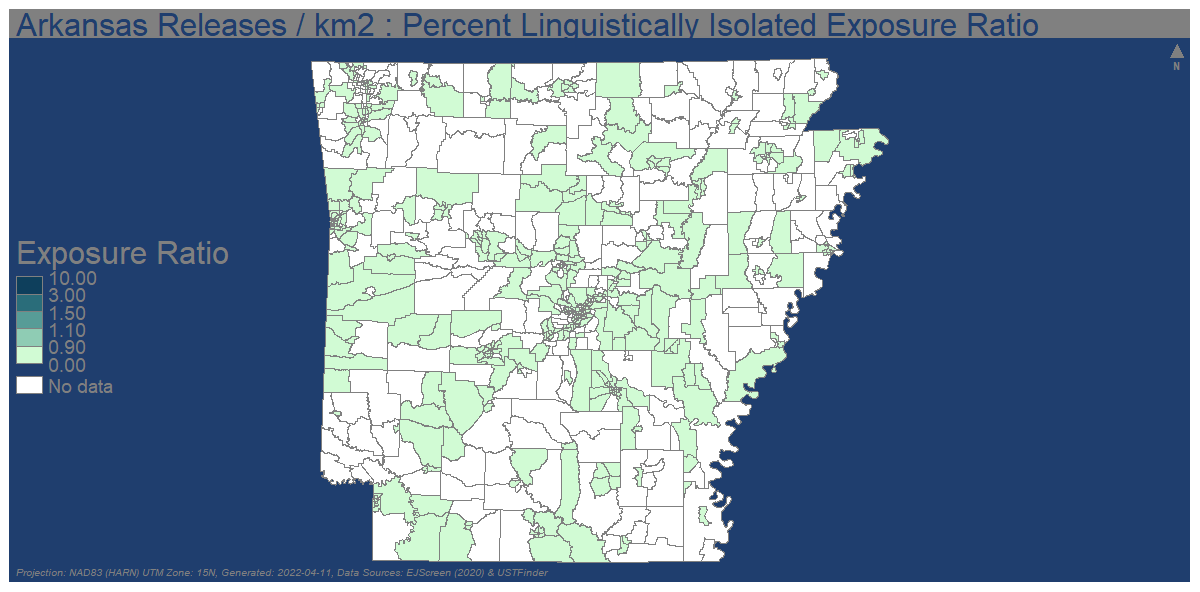 Arkansas Releases / km2 : Percent Linguistically Isolated Exposure Ratio
N
Exposure Ratio
10.00
3.00
1.50
1.10
0.90
0.00
No data
Projection: NAD83 (HARN) UTM Zone: 15N, Generated: 2022-04-11, Data Sources: EJScreen (2020) & USTFinder